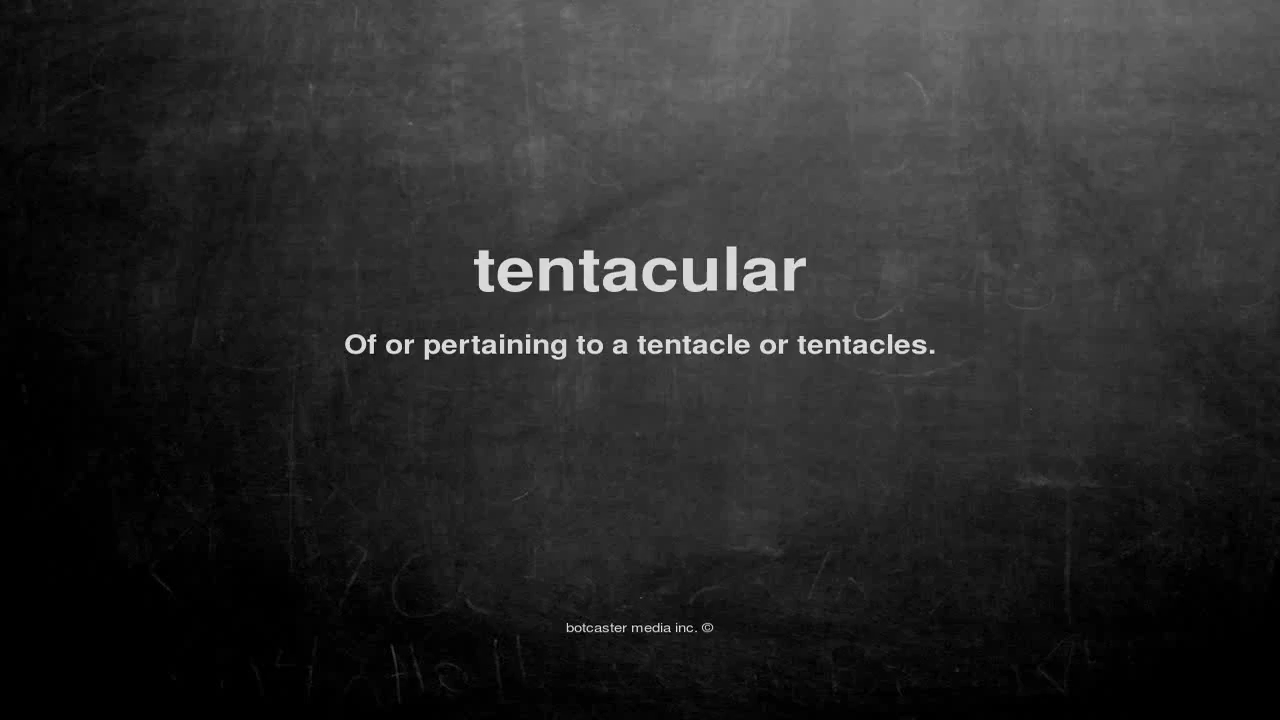 tentacular
Of or pertaining to a tentacle or tentacles.
botcaster media inc. ©